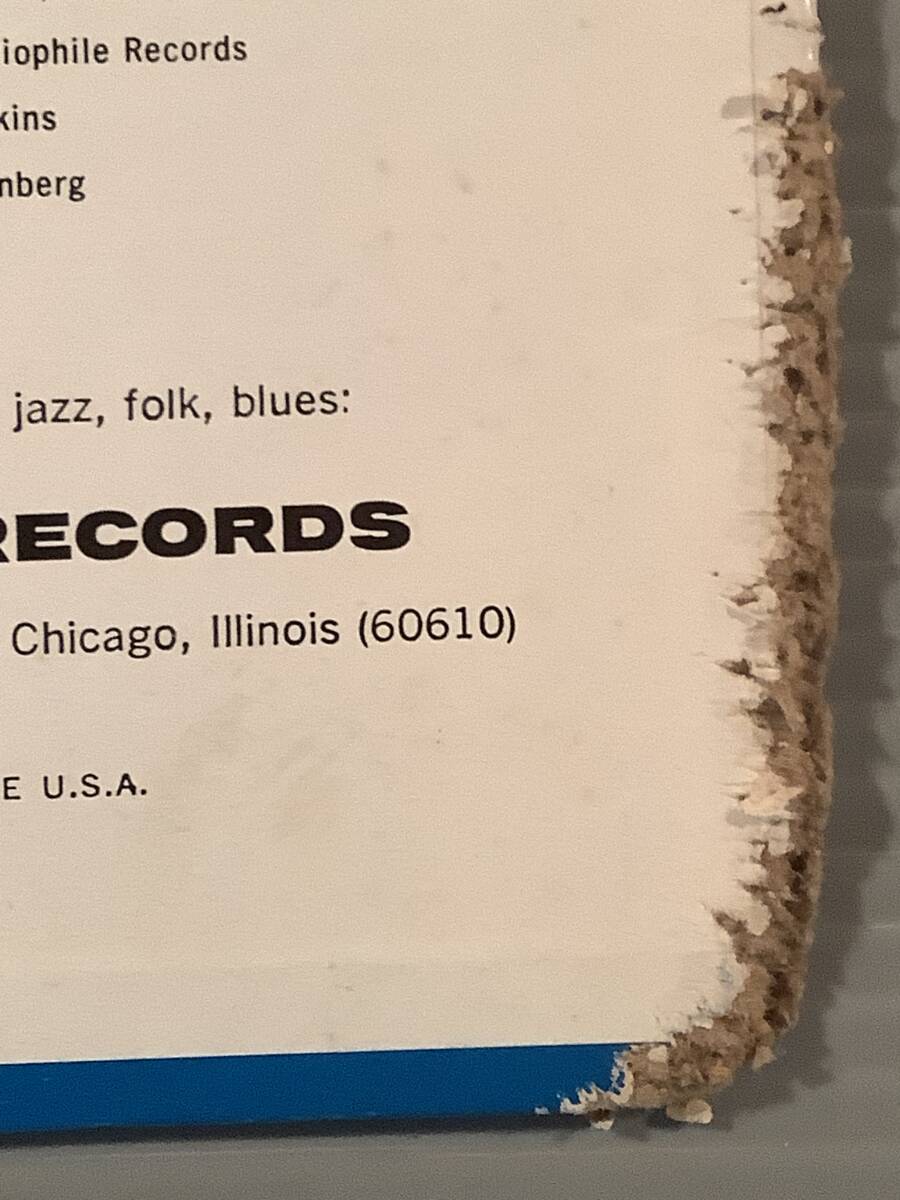 iophile Records
kins
nberg
jazz, folk, blues:
RECORDS
Chicago, Illinois (60610)
E U.S.A.